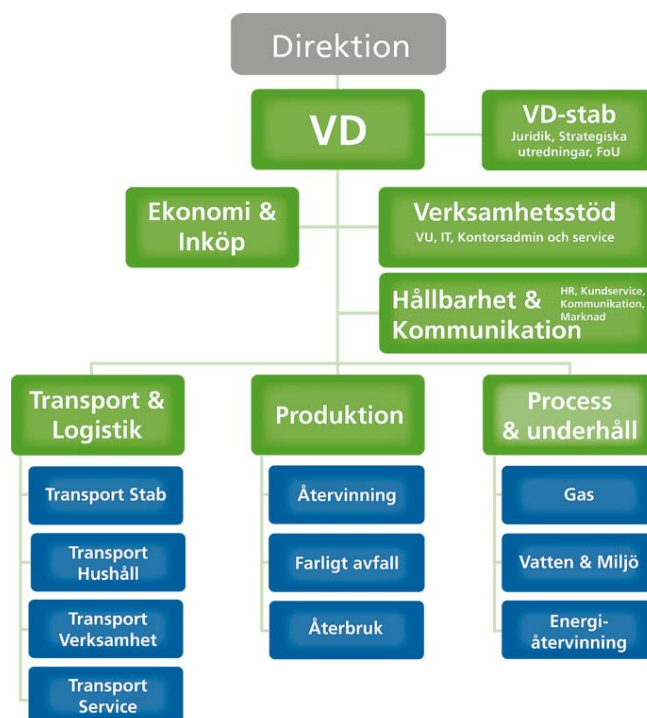 Direktion
VD
VD-stab
Juridik, Strategiska
utredningar, FoU
Ekonomi &
Inköp
Verksamhetsstöd
VU, IT, Kontorsadmin och service
Hållbarhet &
Kommunikation
HR, Kundservice,
Kommunikation,
Marknad
Transport &
Logistik
Transport Stab
Transport
Hushåll
Transport
Verksamhet
Transport
Service
Produktion
Återvinning
Farligt avfall
Återbruk
Process
& underhåll
Gas
Vatten & Miljö
Energi-
återvinning